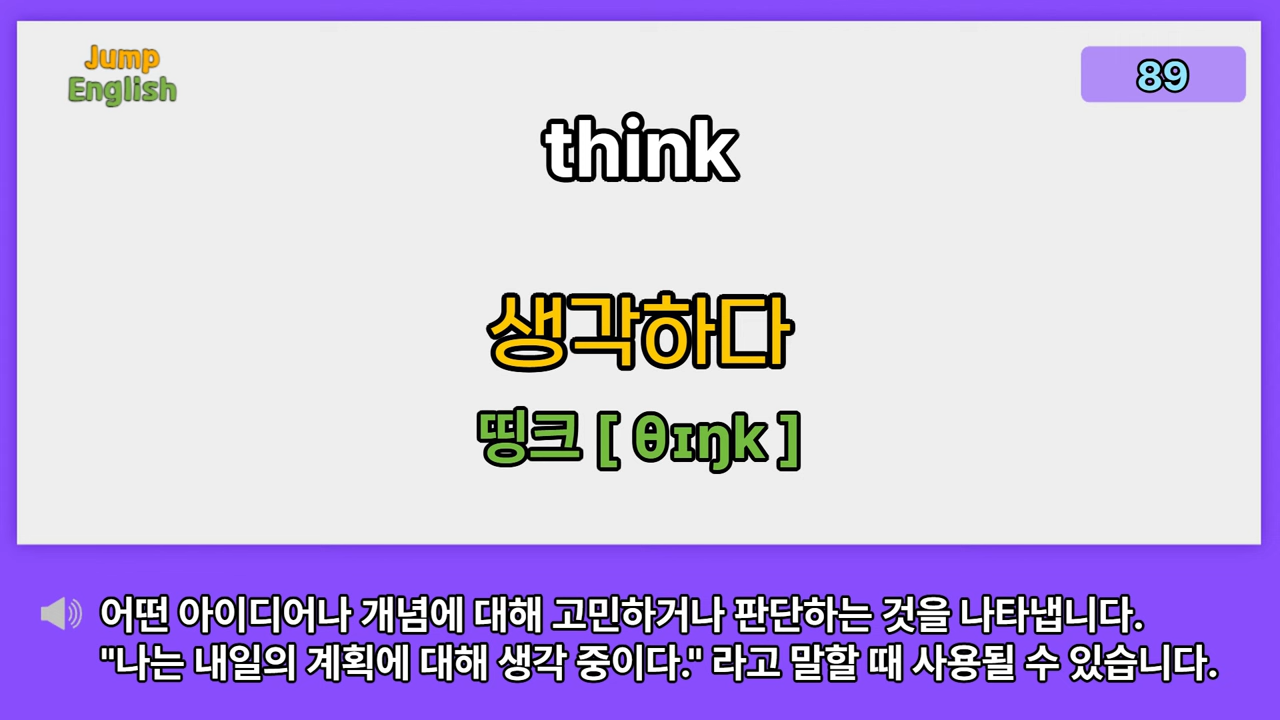 Jump
English
89
think
생각하다
띵크 [ θɪŋk ]
어떤 아이디어나 개념에 대해 고민하거나 판단하는 것을 나타냅니다.
"나는 내일의 계획에 대해 생각 중이다." 라고 말할 때 사용될 수 있습니다.